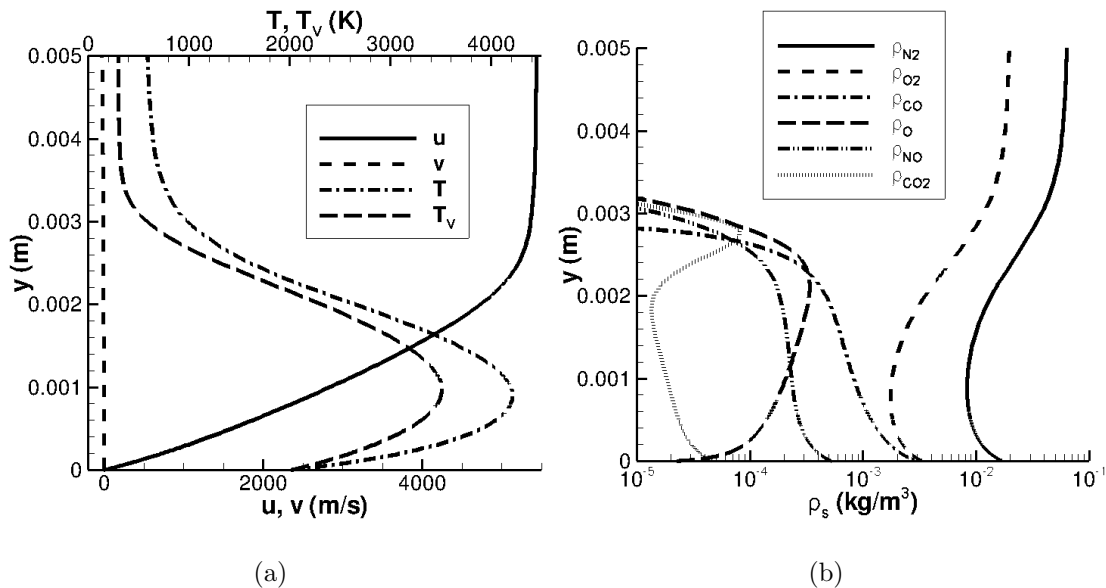 T, T_V (K)
0 1000 2000 3000 4000
0.005
0.004
0.003
0.002
0.001
0
y (m)
u
v
T
T_V
0 2000 4000
u, v (m/s)
(a)
ρ_N2
ρ_O2
ρ_CO
ρ_O
ρ_NO
ρ_CO2
0.005
0.004
0.003
0.002
0.001
0
y (m)
10^-5 10^-4 10^-3 10^-2 10^-1
ρ_s (kg/m^3)
(b)